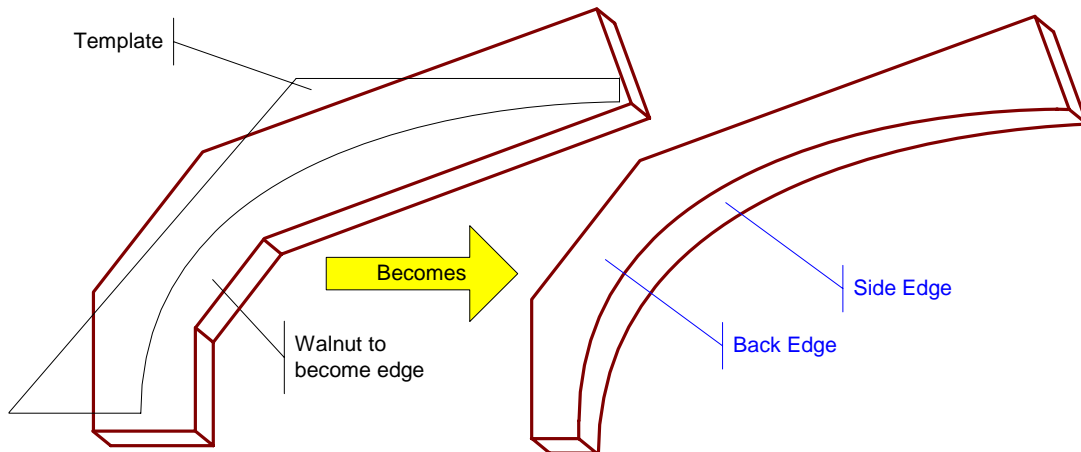 Template
Becomes
Walnut to
become edge
Side Edge
Back Edge